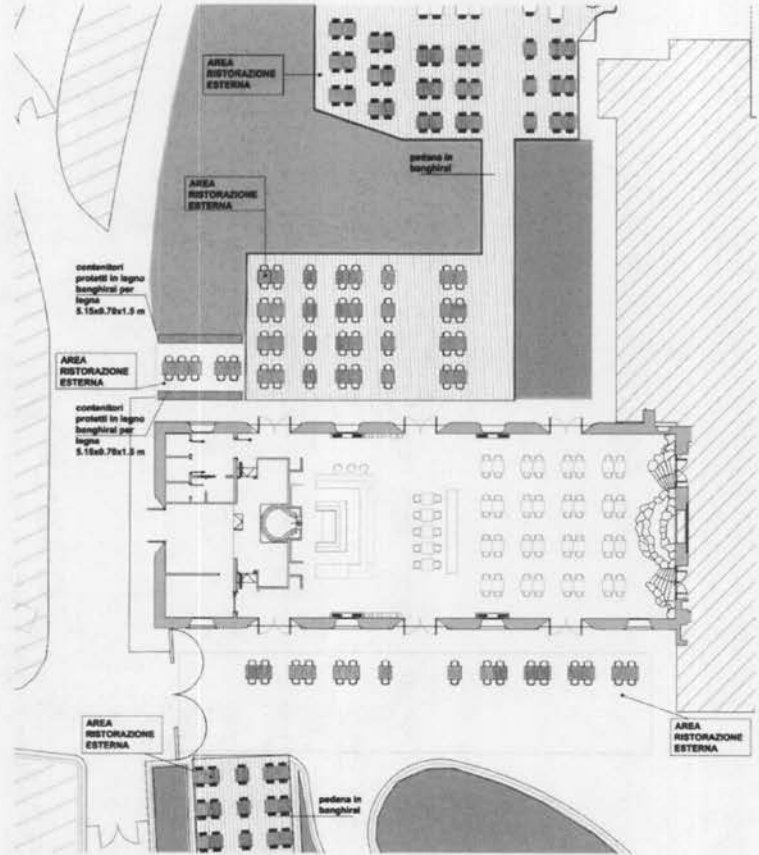 AREA
RISTORAZIONE
ESTERNA
pedana in
banghirai
AREA
RISTORAZIONE
ESTERNA
contenitori
protetti in legno
banghirai per
legna
5.15x0.70x1.5 m
AREA
RISTORAZIONE
ESTERNA
contenitori
protetti in legno
banghirai per
legna
5.15x0.70x1.5 m
AREA
RISTORAZIONE
ESTERNA
AREA
RISTORAZIONE
ESTERNA
pedana in
banghirai